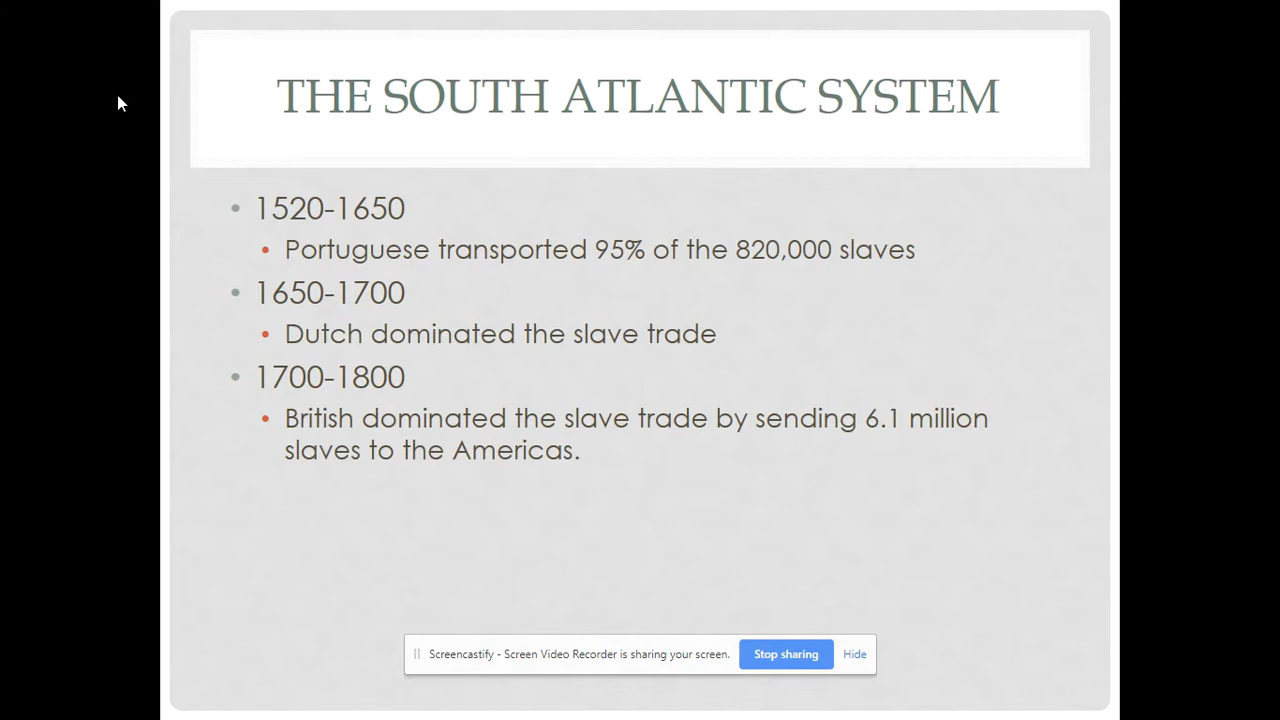 THE SOUTH ATLANTIC SYSTEM
• 1520-1650
• Portuguese transported 95% of the 820,000 slaves
• 1650-1700
• Dutch dominated the slave trade
• 1700-1800
• British dominated the slave trade by sending 6.1 million
slaves to the Americas.
Screencastify - Screen Video Recorder is sharing your screen. Stop sharing Hide